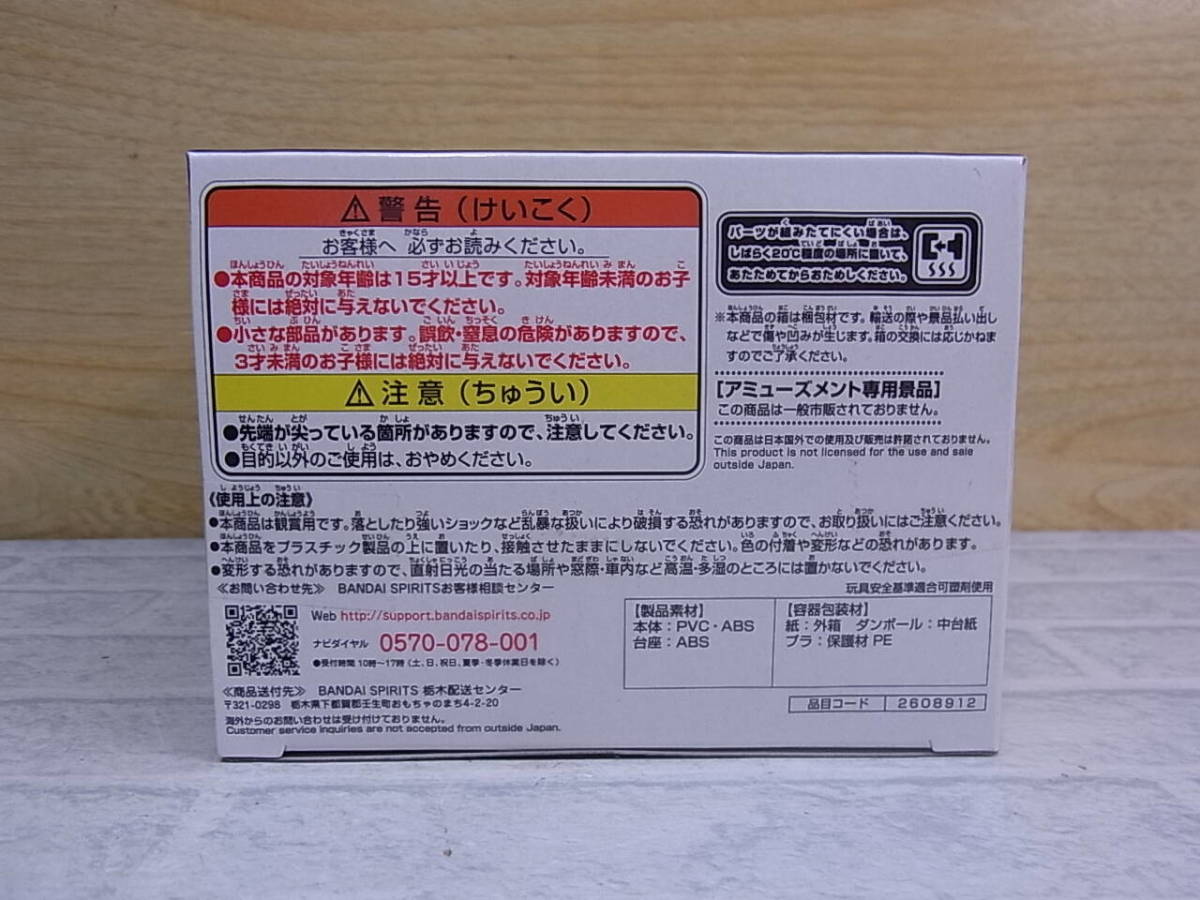 警告（けいこく）
お客様へ 必ずお読みください。
●本商品の対象年齢は15才以上です。対象年齢未満のお子
様には絶対に与えないでください。
●小さな部品があります。誤飲・窒息の危険がありますので、
3才未満のお子様には絶対に与えないでください。
注意（ちゅうい）
●先端が尖っている箇所がありますので、注意してください。
●目的以外のご使用は、おやめください。
パーツが組みたてにくい場合は、
しばらく20℃程度の場所に置いて、
あたためてからおためしください。
※本商品の箱は梱包材です。輸送の際や景品払い出し
などで傷や凹みが生じます。箱の交換には応じかねま
すのでご了承ください。
【アミューズメント専用景品】
この商品は一般市販されておりません。
この商品は日本国外での使用及び販売は許諾されておりません。
This product is not licensed for the use and sale
outside Japan.
《使用上の注意》
●本商品は観賞用です。落としたり強いショックなど乱暴な扱いにより破損する恐れがありますので、お取り扱いにはご注意ください。
●本商品をプラスチック製品の上に置いたり、接触させたままにしないでください。色の付着や変形などの恐れがあります。
●変形する恐れがありますので、直射日光の当たる場所や窓際・車内など高温・多湿のところには置かないでください。
≪お問い合わせ先≫ BANDAI SPIRITSお客様相談センター
Web http://support.bandaispirits.co.jp
ナビダイヤル 0570-078-001
●受付時間 10時〜17時（土、日、祝日、夏季・冬季休業日を除く）
≪商品送付先≫ BANDAI SPIRITS 栃木配送センター
〒321-0298 栃木県下都賀郡壬生町おもちゃのまち4-2-20
海外からのお問い合わせは受け付けておりません。
Customer service inquiries are not accepted from outside Japan.
玩具安全基準適合可塑剤使用
【製品素材】
本体：PVC・ABS
台座：ABS
【容器包装材】
紙：外箱 ダンボール：中台紙
プラ：保護材 PE
品目コード 2608912